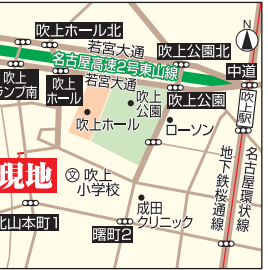 吹上ホール北
若宮大通
吹上公園北
N
名古屋高速2号東山線
中道
吹上
ランプ南
吹上
ホール
若宮大通
吹上
公園
吹上公園
吹上駅
吹上ホール
ローソン
現地
文
吹上
小学校
成田
クリニック
名古屋環状線
地下鉄桜通線
北山本町1
曙町2